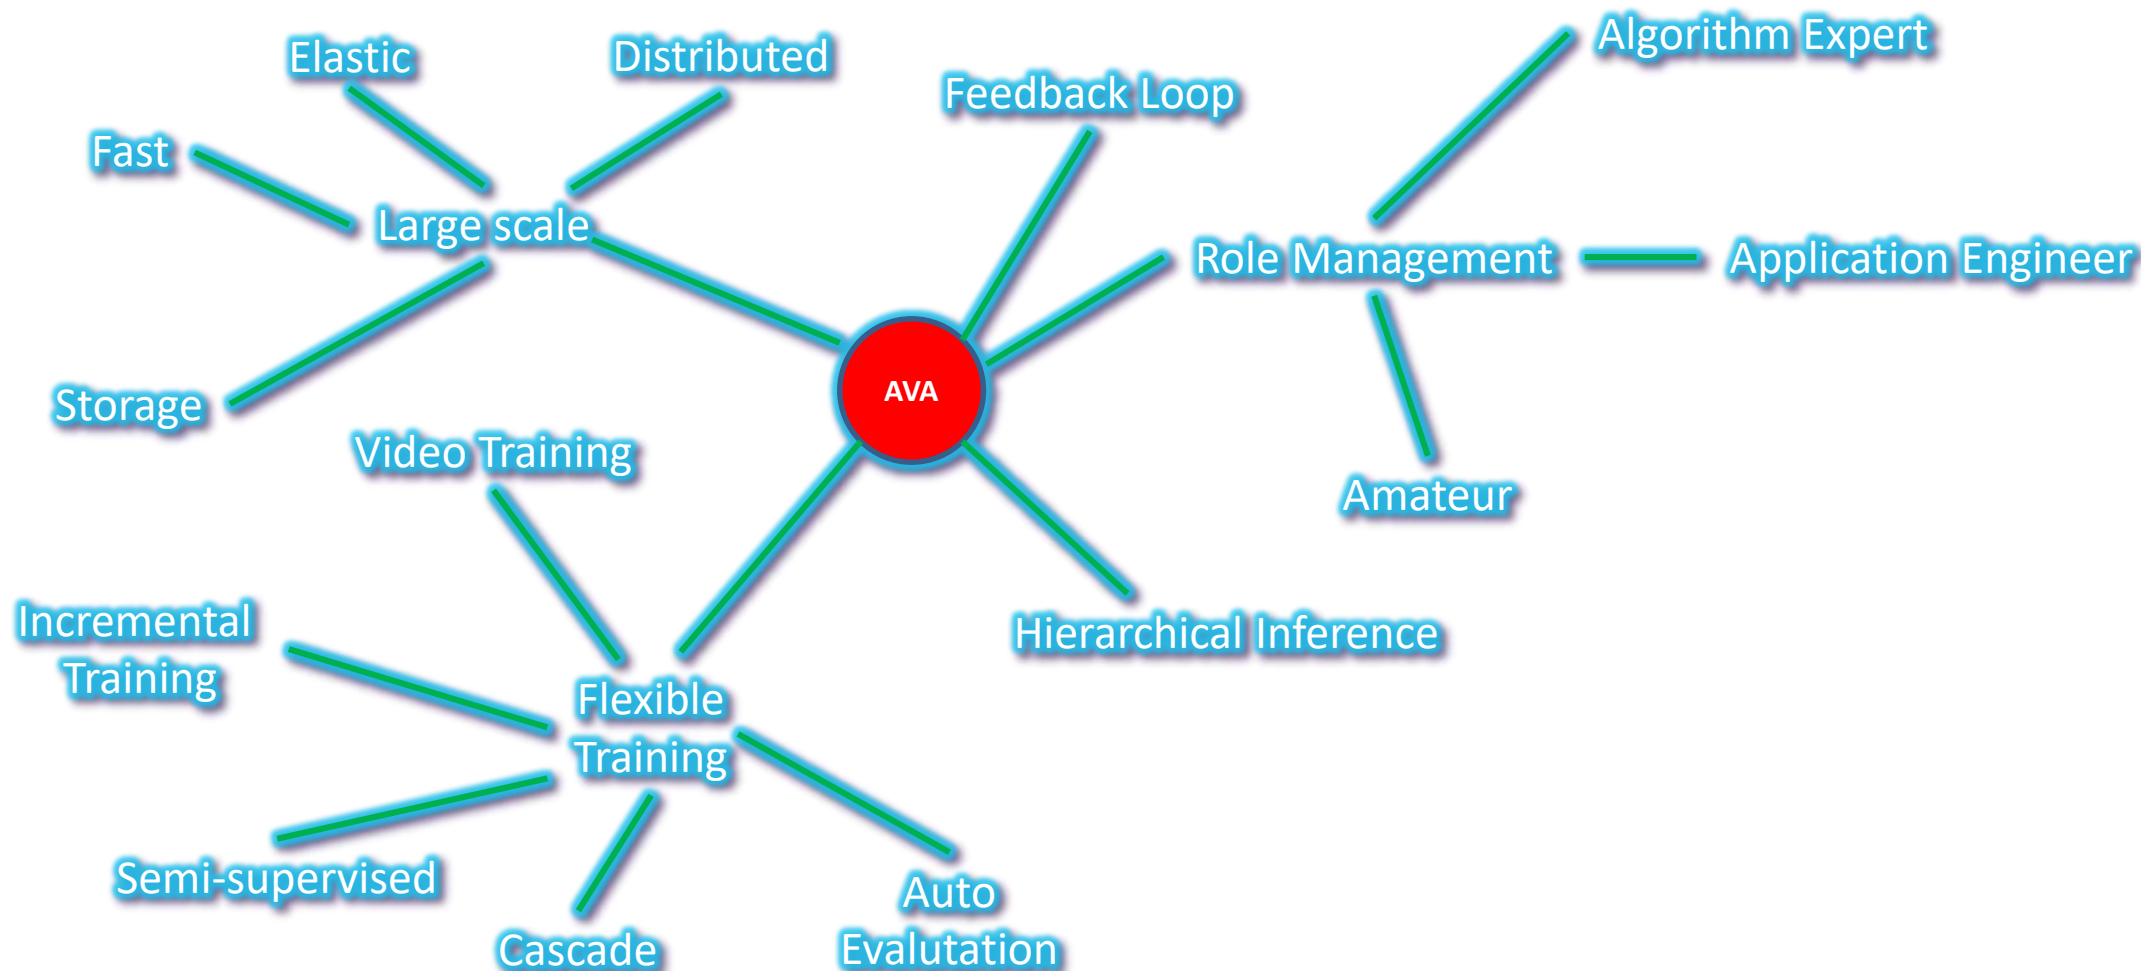 Elastic
Distributed
Algorithm Expert
Feedback Loop
Fast
Large scale
Role Management
Application Engineer
AVA
Storage
Video Training
Amateur
Incremental
Training
Hierarchical Inference
Flexible
Training
Semi-supervised
Cascade
Auto
Evalutation